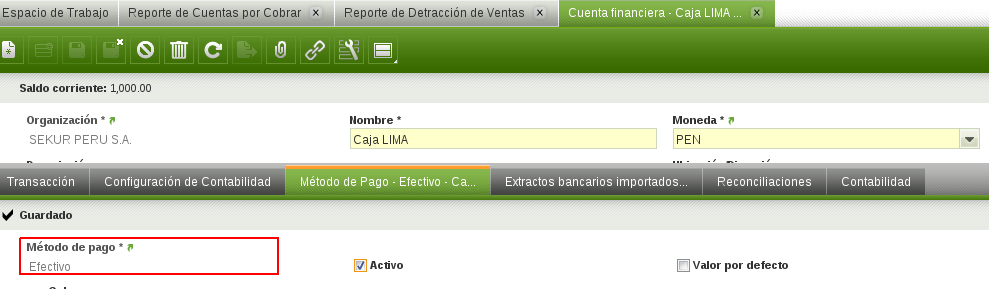 Espacio de Trabajo Reporte de Cuentas por Cobrar Reporte de Detracción de Ventas Cuenta financiera - Caja LIMA ...
Saldo corriente: 1,000.00
Organización * Nombre * Moneda *
SEKUR PERU S.A. Caja LIMA PEN
Transacción Configuración de Contabilidad Método de Pago - Efectivo - Ca... Extractos bancarios importados... Reconciliaciones Contabilidad
Guardado
Método de pago *
Efectivo Activo Valor por defecto